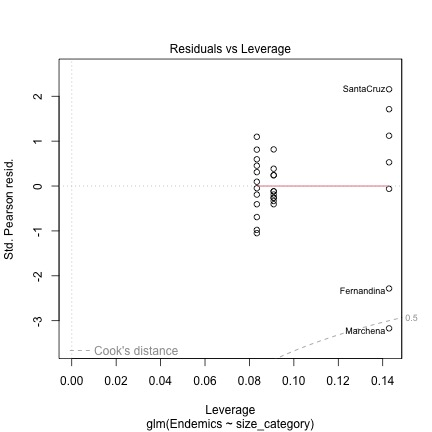 Residuals vs Leverage
Std. Pearson resid.
2
1
0
-1
-2
-3
SantaCruz
Fernandina
Marchena
0.5
Cook's distance
0.00 0.02 0.04 0.06 0.08 0.10 0.12 0.14
Leverage
glm(Endemics ~ size_category)